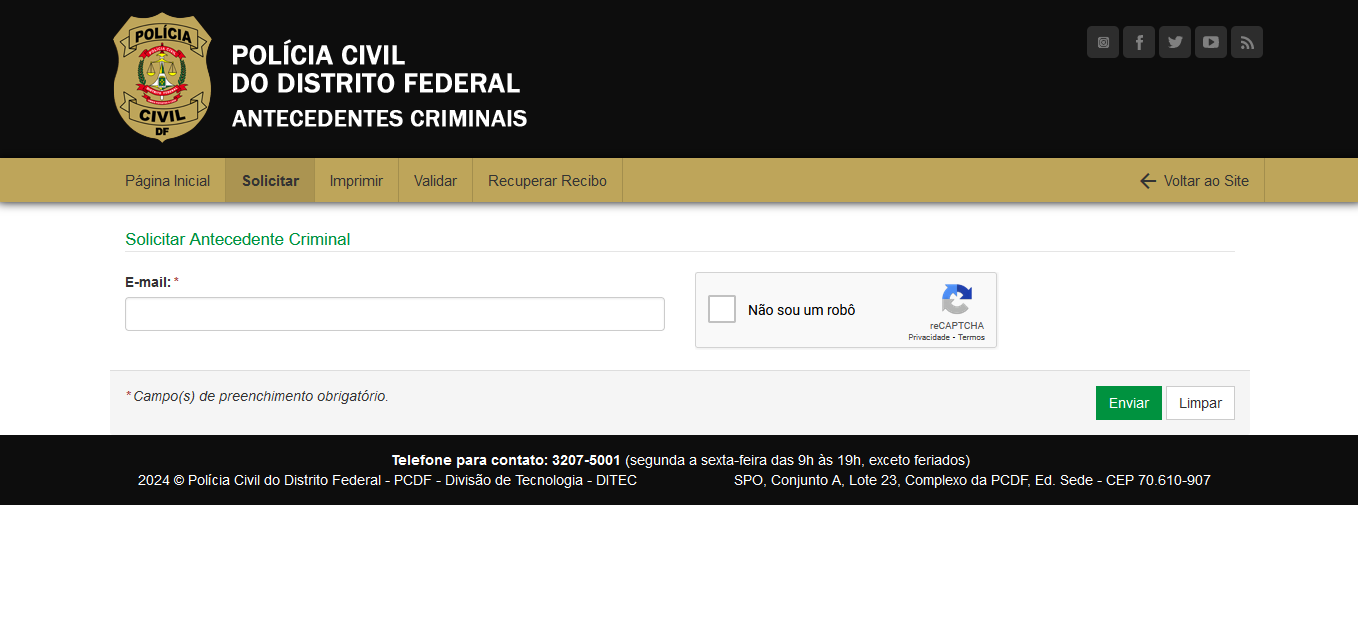 POLÍCIA
CIVIL
DF
POLÍCIA CIVIL
DO DISTRITO FEDERAL
ANTECEDENTES CRIMINAIS
Página Inicial Solicitar Imprimir Validar Recuperar Recibo Voltar ao Site
Solicitar Antecedente Criminal
E-mail: *
Não sou um robô
reCAPTCHA
Privacidade - Termos
* Campo(s) de preenchimento obrigatório.
Enviar Limpar
Telefone para contato: 3207-5001 (segunda a sexta-feira das 9h às 19h, exceto feriados)
2024 © Polícia Civil do Distrito Federal - PCDF - Divisão de Tecnologia - DITEC SPO, Conjunto A, Lote 23, Complexo da PCDF, Ed. Sede - CEP 70.610-907